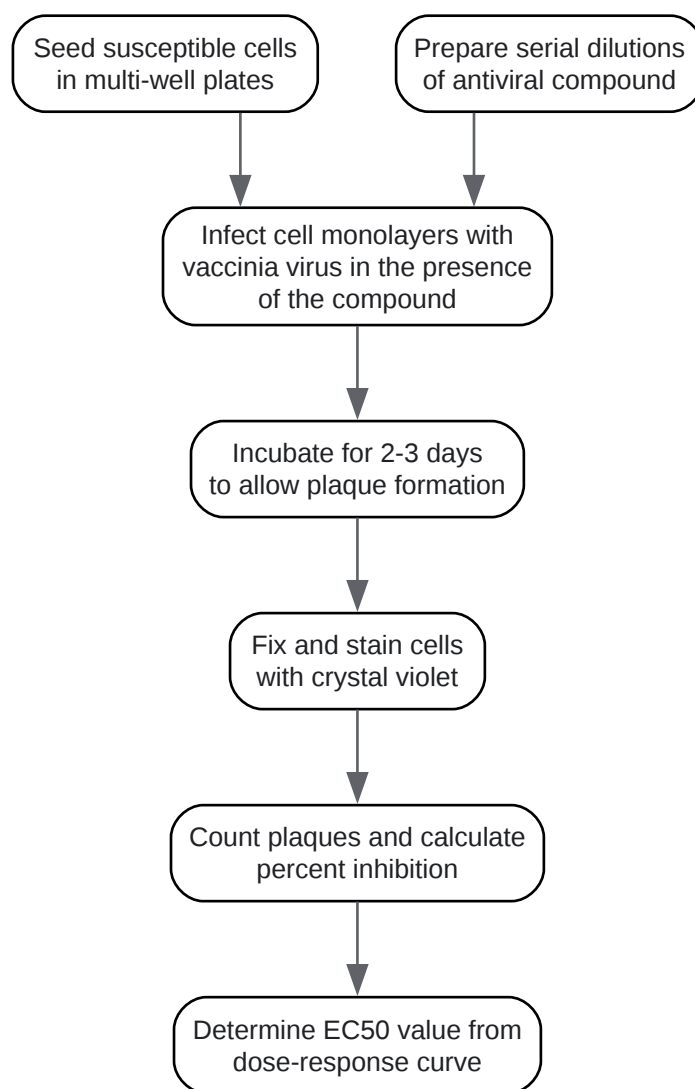 Seed susceptible cells
in multi-well plates
Prepare serial dilutions
of antiviral compound
Infect cell monolayers with
vaccinia virus in the presence
of the compound
Incubate for 2-3 days
to allow plaque formation
Fix and stain cells
with crystal violet
Count plaques and calculate
percent inhibition
Determine EC50 value from
dose-response curve